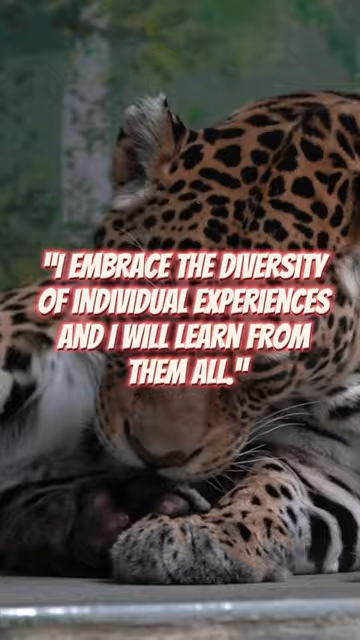 "I EMBRACE THE DIVERSITY
OF INDIVIDUAL EXPERIENCES
AND I WILL LEARN FROM
THEM ALL."